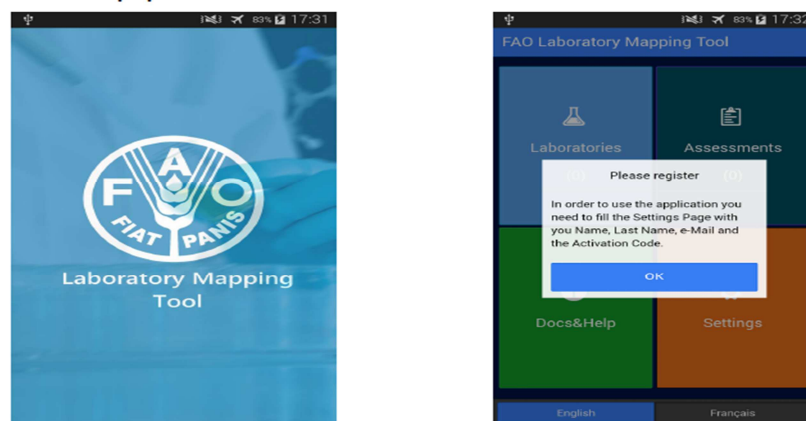 83% 17:31
FAO
FIAT PANIS
Laboratory Mapping
Tool
83% 17:32
FAO Laboratory Mapping Tool
Laboratories
Assessments
(0)
Please register
In order to use the application you
need to fill the Settings Page with
you Name, Last Name, e-Mail and
the Activation Code.
OK
Docs&Help
Settings
English
Français